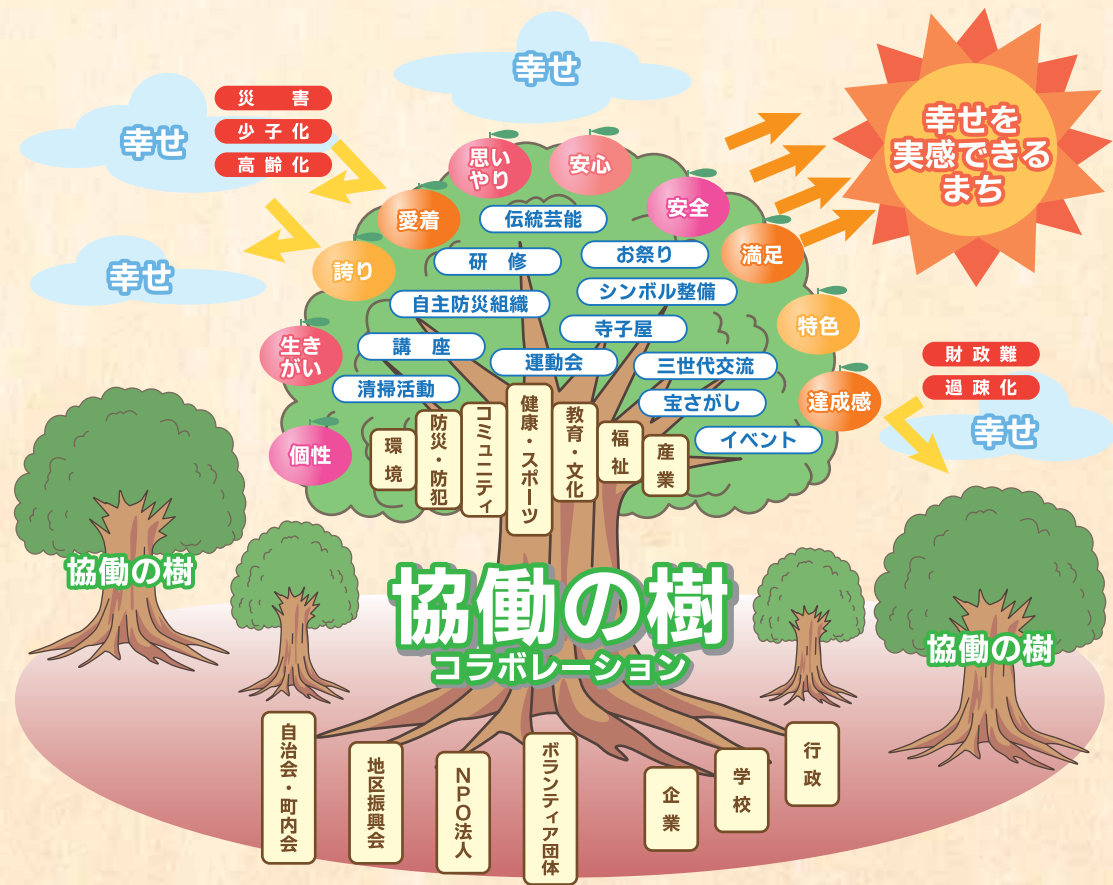 幸せ
幸せ
災害
少子化
高齢化
幸せ
幸せを
実感できる
まち
思い
やり
安心
愛着
安全
誇り
満足
特色
生き
がい
達成感
個性
伝統芸能
研修
お祭り
自主防災組織
シンボル整備
寺子屋
講座
運動会
三世代交流
清掃活動
宝さがし
イベント
財政難
過疎化
幸せ
環境
防災・防犯
コミュニティ
健康・スポーツ
教育・文化
福祉
産業
協働の樹
協働の樹
コラボレーション
協働の樹
自治会・町内会
地区振興会
NPO法人
ボランティア団体
企業
学校
行政